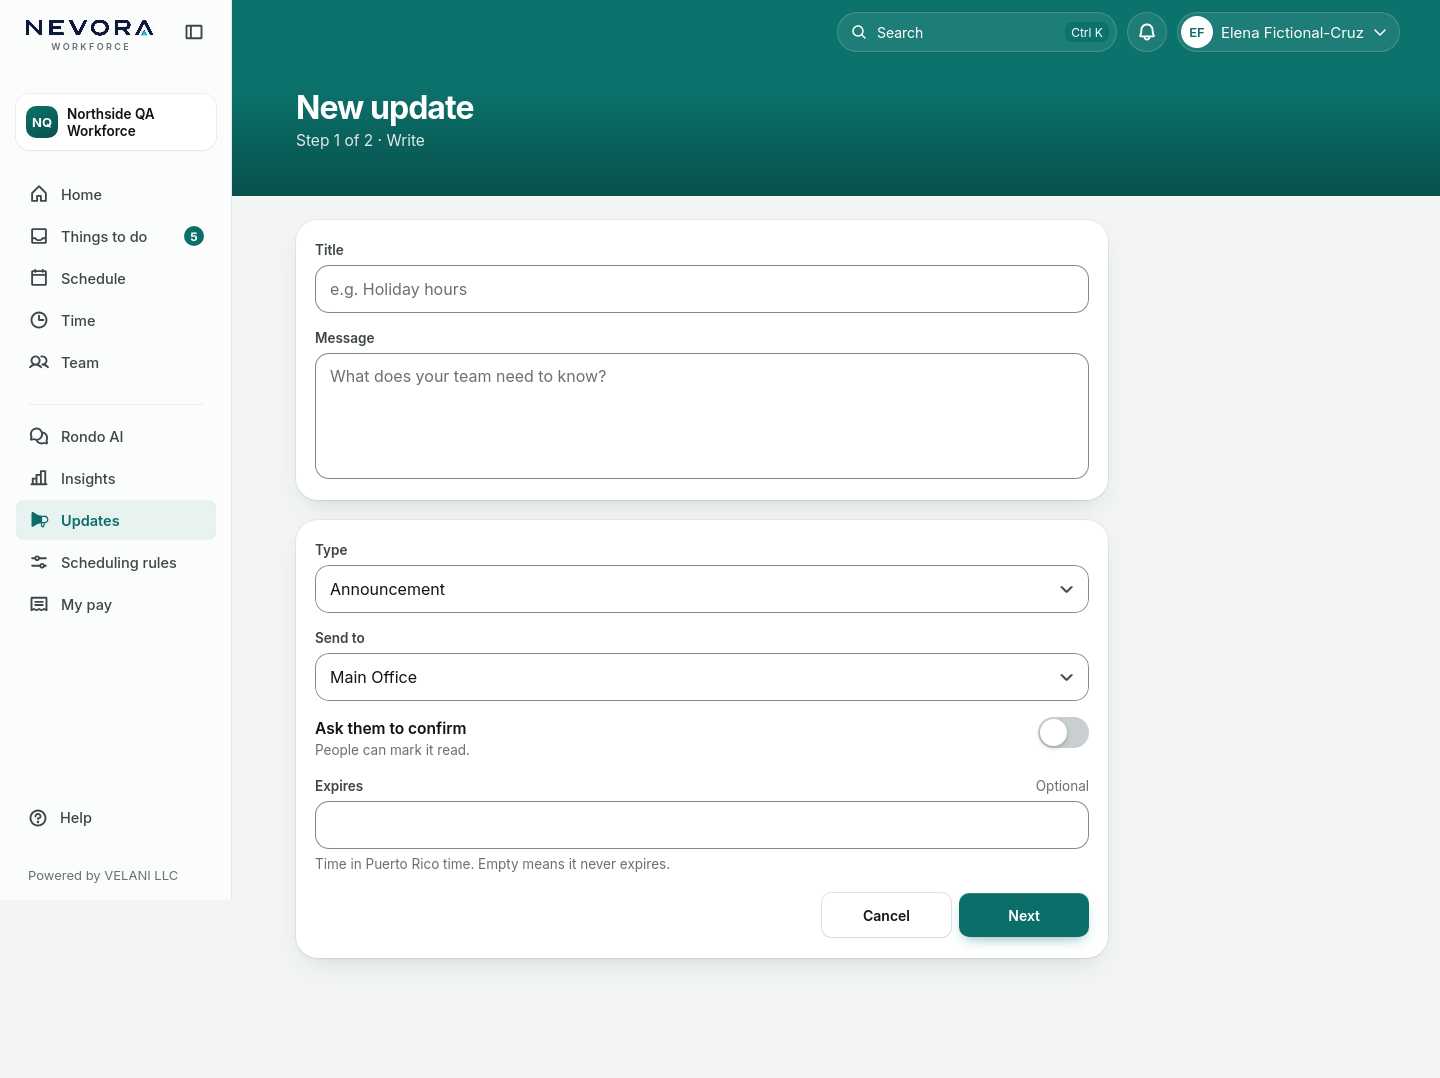 NEVORA
WORKFORCE
Search
Ctrl K
EF
Elena Fictional-Cruz
NQ
Northside QA
Workforce
New update
Step 1 of 2 · Write
Home
Things to do
5
Schedule
Time
Team
Rondo AI
Insights
Updates
Scheduling rules
My pay
Help
Powered by VELANI LLC
Title
e.g. Holiday hours
Message
What does your team need to know?
Type
Announcement
Send to
Main Office
Ask them to confirm
People can mark it read.
Expires
Optional
Time in Puerto Rico time. Empty means it never expires.
Cancel
Next